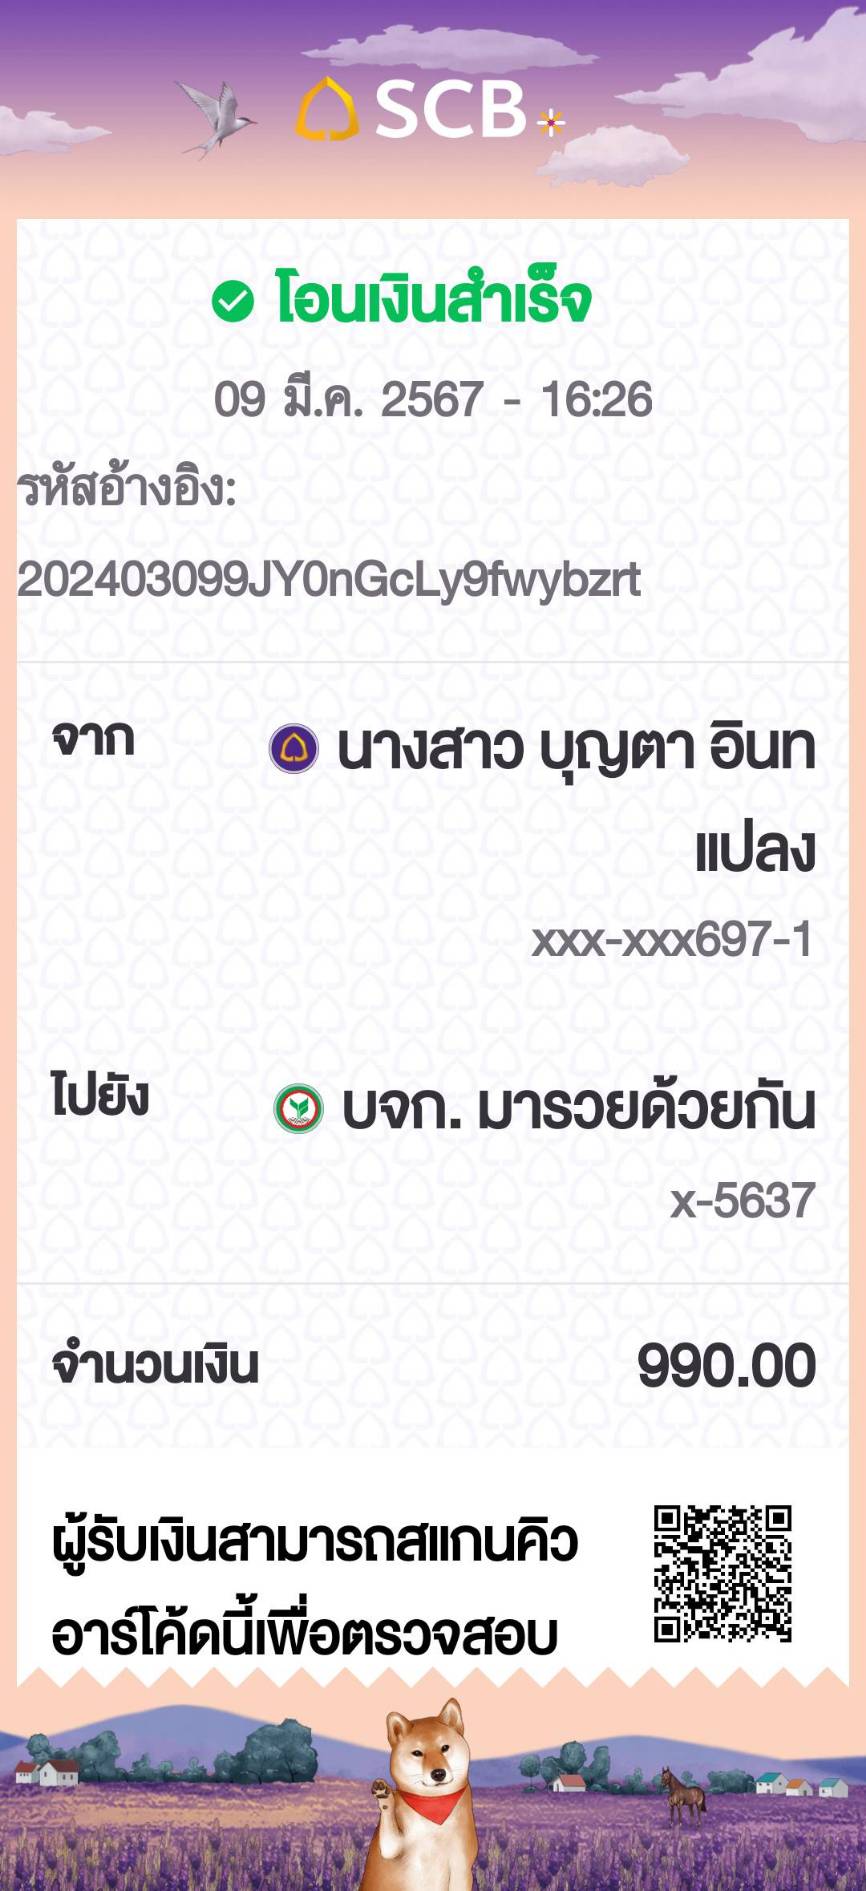 SCB
โอนเงินสำเร็จ
09 มี.ค. 2567 - 16:26
รหัสอ้างอิง:
202403099JY0nGcLy9fwybzrt
จาก
นางสาว บุญตา อินท
แปลง
xxx-xxx697-1
ไปยัง
บจก. มารวยด้วยกัน
x-5637
จำนวนเงิน
990.00
ผู้รับเงินสามารถสแกนคิว
อาร์โค้ดนี้เพื่อตรวจสอบ